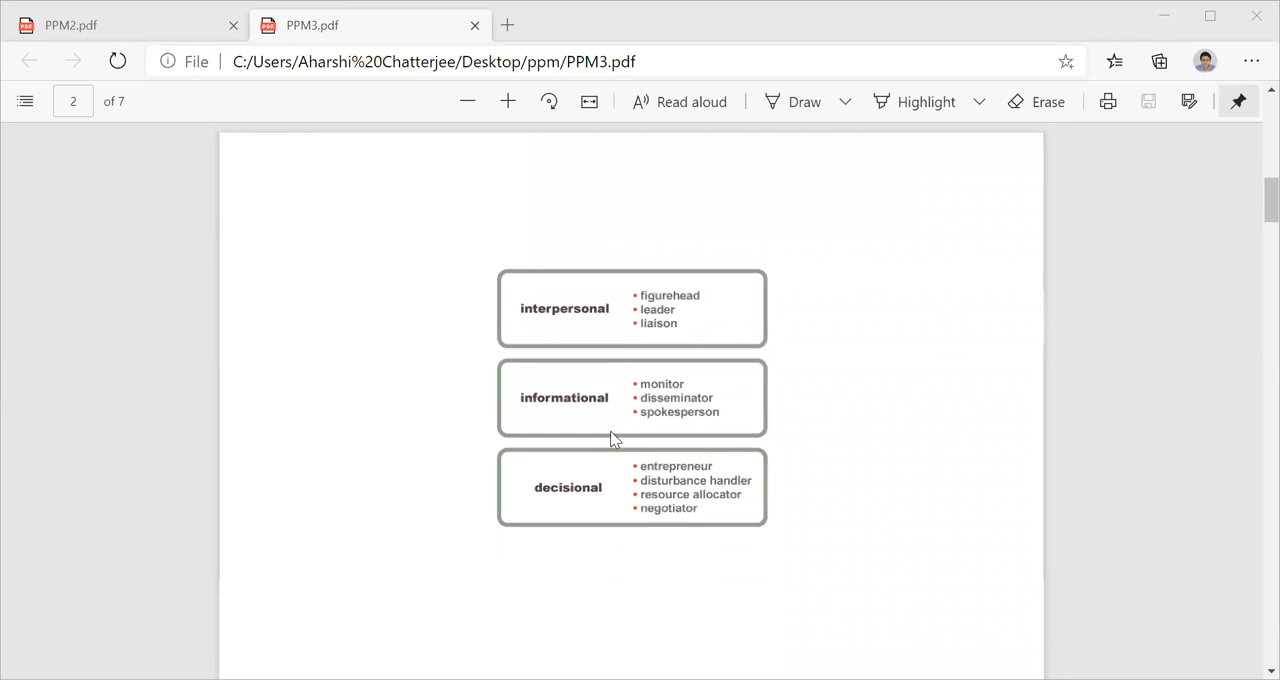 PPM2.pdf
PPM3.pdf
File
C:/Users/Aharshi%20Chatterjee/Desktop/ppm/PPM3.pdf
2 of 7
Read aloud
Draw
Highlight
Erase
interpersonal
• figurehead
• leader
• liaison
informational
• monitor
• disseminator
• spokesperson
decisional
• entrepreneur
• disturbance handler
• resource allocator
• negotiator